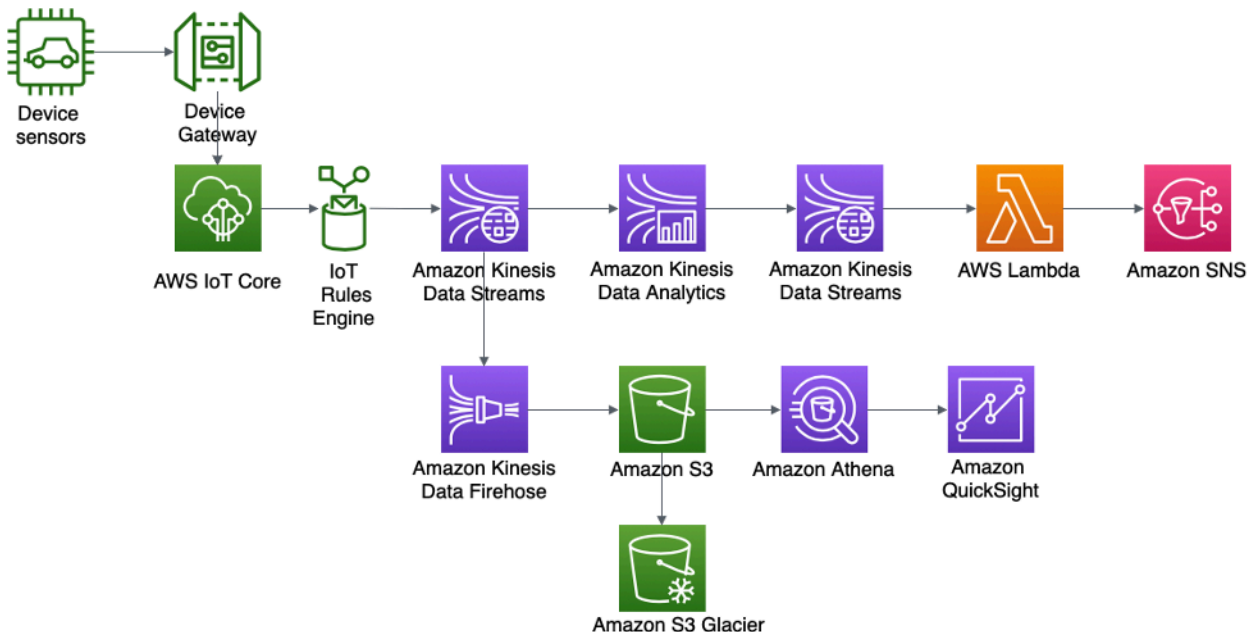 Device
sensors
Device
Gateway
AWS IoT Core
IoT
Rules
Engine
Amazon Kinesis
Data Streams
Amazon Kinesis
Data Analytics
Amazon Kinesis
Data Streams
AWS Lambda
Amazon SNS
Amazon Kinesis
Data Firehose
Amazon S3
Amazon Athena
Amazon
QuickSight
Amazon S3 Glacier